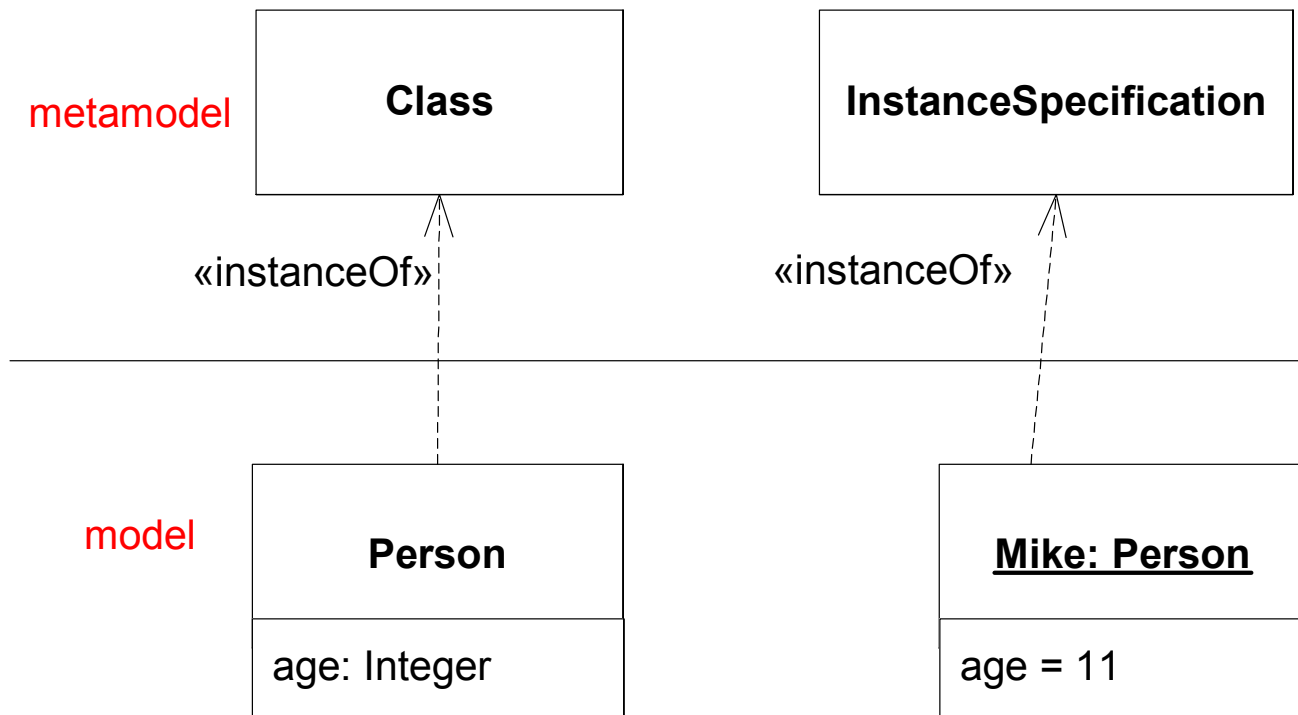 metamodel
Class
InstanceSpecification
«instanceOf»
«instanceOf»
model
Person
Mike: Person
age: Integer
age = 11